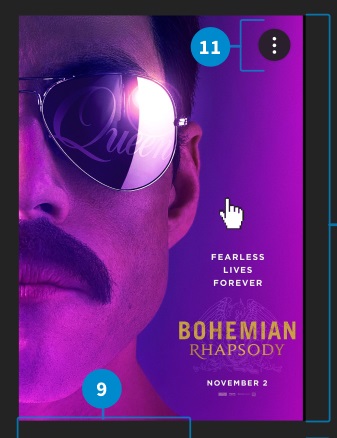 11
Queen
FEARLESS
LIVES
FOREVER
BOHEMIAN
RHAPSODY
NOVEMBER 2
9